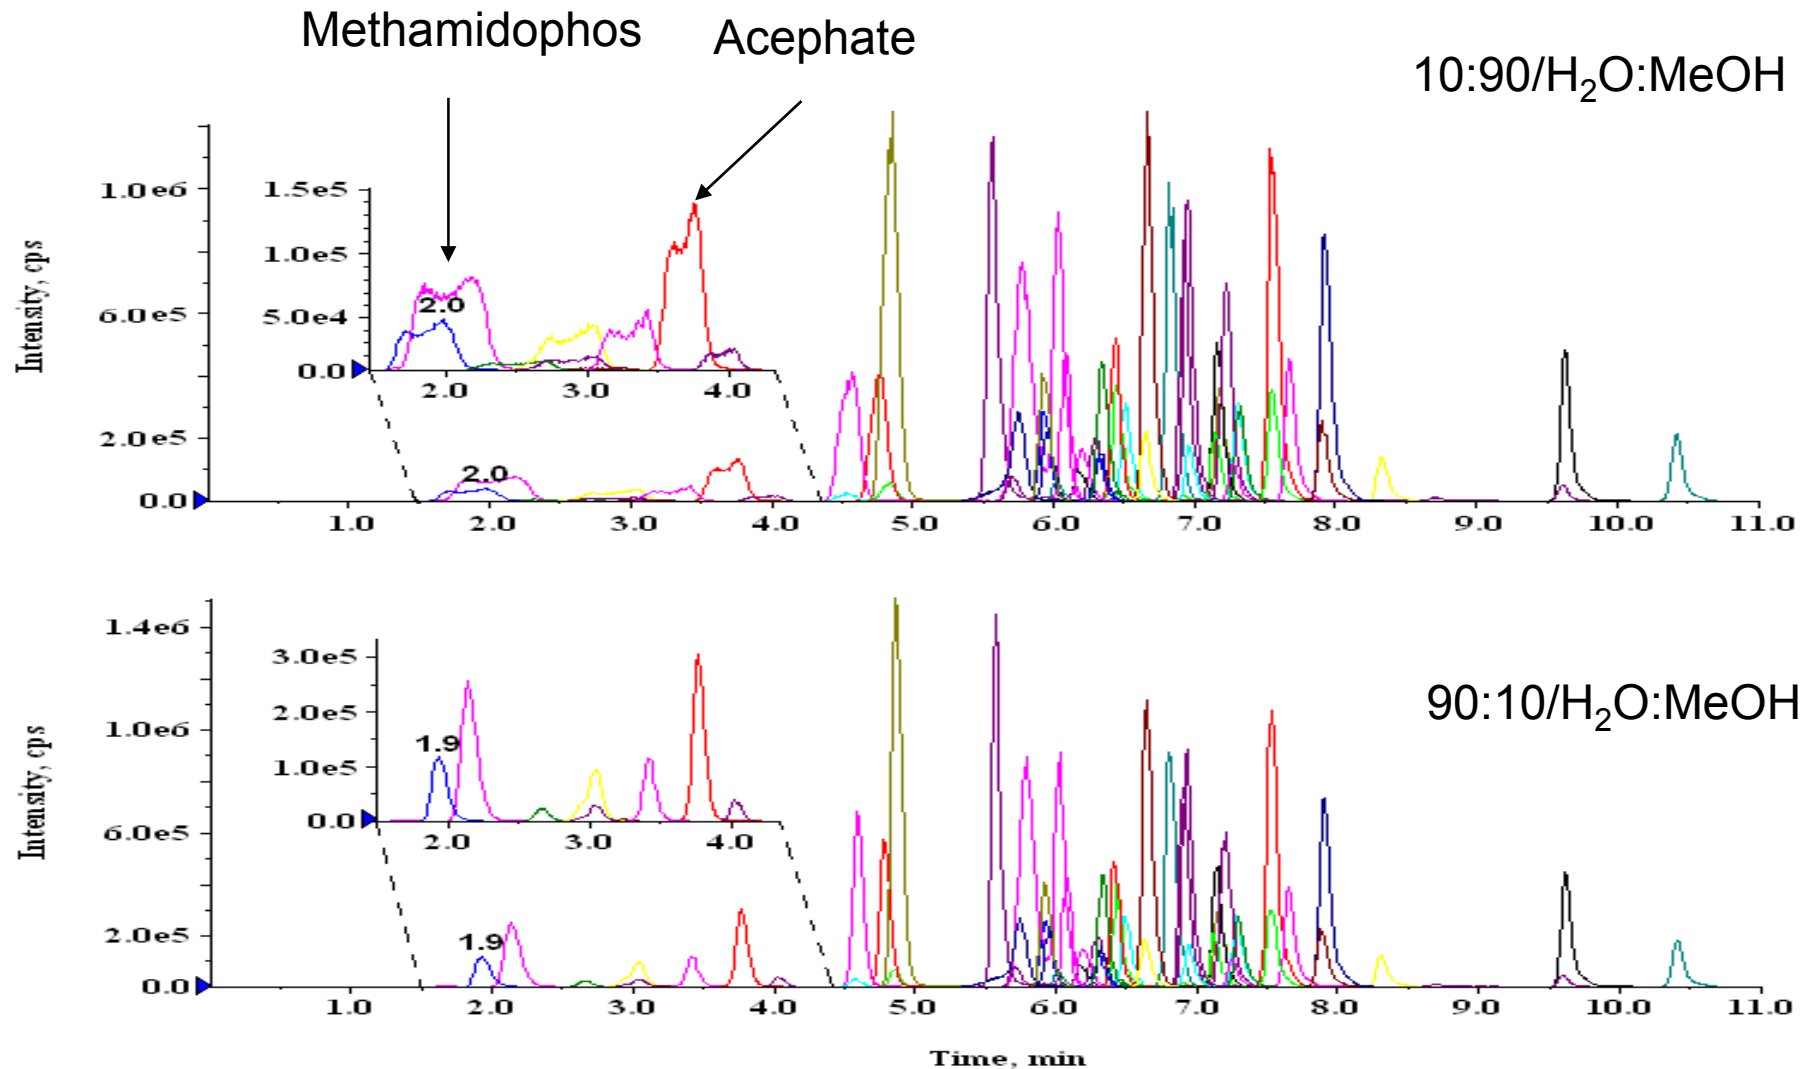 Methamidophos
Acephate
10:90/H₂O:MeOH
Intensity, cps
1.0e6
6.0e5
2.0e5
0.0
1.5e5
1.0e5
5.0e4
0.0
2.0
2.0 3.0 4.0
2.0
1.0 2.0 3.0 4.0 5.0 6.0 7.0 8.0 9.0 10.0 11.0
90:10/H₂O:MeOH
Intensity, cps
1.4e6
1.0e6
6.0e5
2.0e5
0.0
3.0e5
2.0e5
1.0e5
0.0
1.9
2.0 3.0 4.0
1.9
1.0 2.0 3.0 4.0 5.0 6.0 7.0 8.0 9.0 10.0 11.0
Time, min